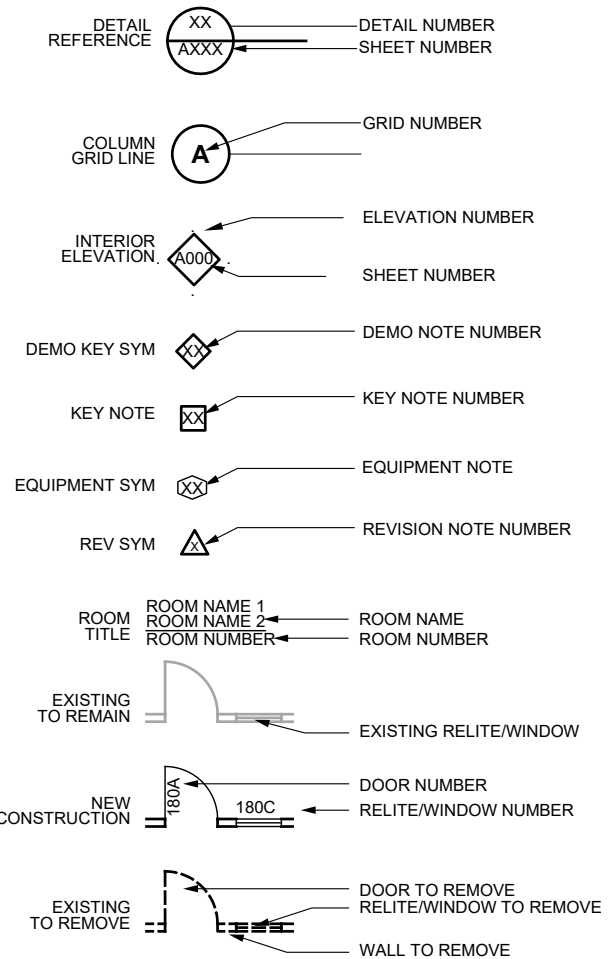 DETAIL
REFERENCE
XX
AXXX
DETAIL NUMBER
SHEET NUMBER
COLUMN
GRID LINE
A
GRID NUMBER
INTERIOR
ELEVATION
A000
ELEVATION NUMBER
SHEET NUMBER
DEMO KEY SYM
XX
DEMO NOTE NUMBER
KEY NOTE
XX
KEY NOTE NUMBER
EQUIPMENT SYM
XX
EQUIPMENT NOTE
REV SYM
x
REVISION NOTE NUMBER
ROOM
TITLE
ROOM NAME 1
ROOM NAME 2
ROOM NUMBER
ROOM NAME
ROOM NUMBER
EXISTING
TO REMAIN
EXISTING RELITE/WINDOW
NEW
CONSTRUCTION
180A
180C
DOOR NUMBER
RELITE/WINDOW NUMBER
EXISTING
TO REMOVE
DOOR TO REMOVE
RELITE/WINDOW TO REMOVE
WALL TO REMOVE